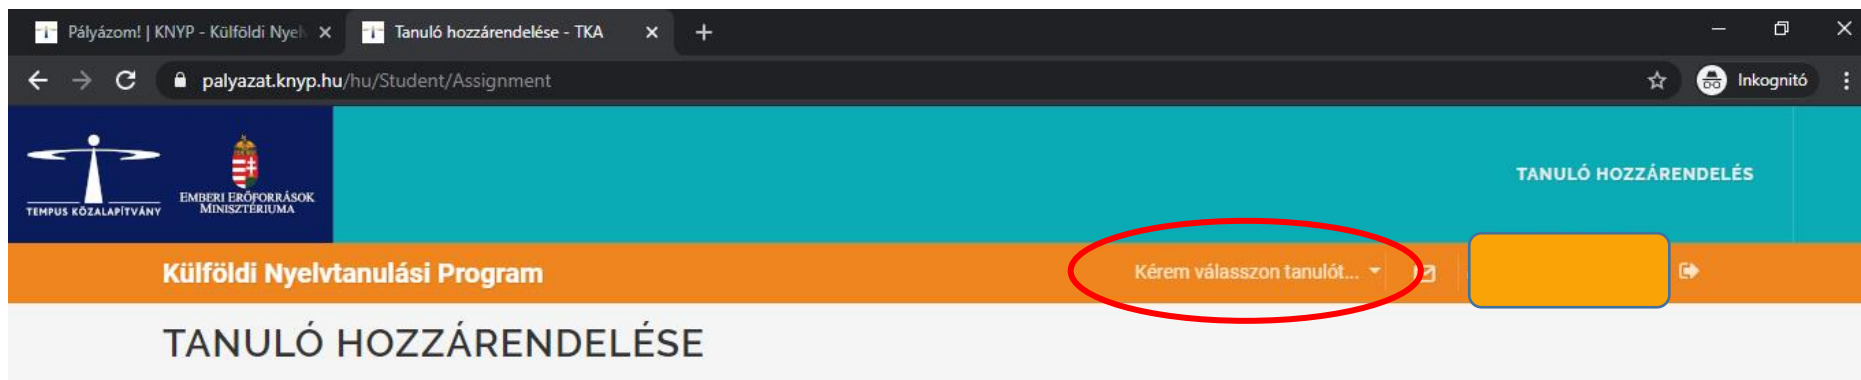 Pályázom! | KNYP - Külföldi Nyelv
Tanuló hozzárendelése - TKA
palyazat.knyp.hu/hu/Student/Assignment
Inkognitó
TEMPUS KÖZALAPÍTVÁNY
EMBERI ERŐFORRÁSOK
MINISZTÉRIUMA
TANULÓ HOZZÁRENDELÉS
Külföldi Nyelvtanulási Program
Kérem válasszon tanulót...
TANULÓ HOZZÁRENDELÉSE